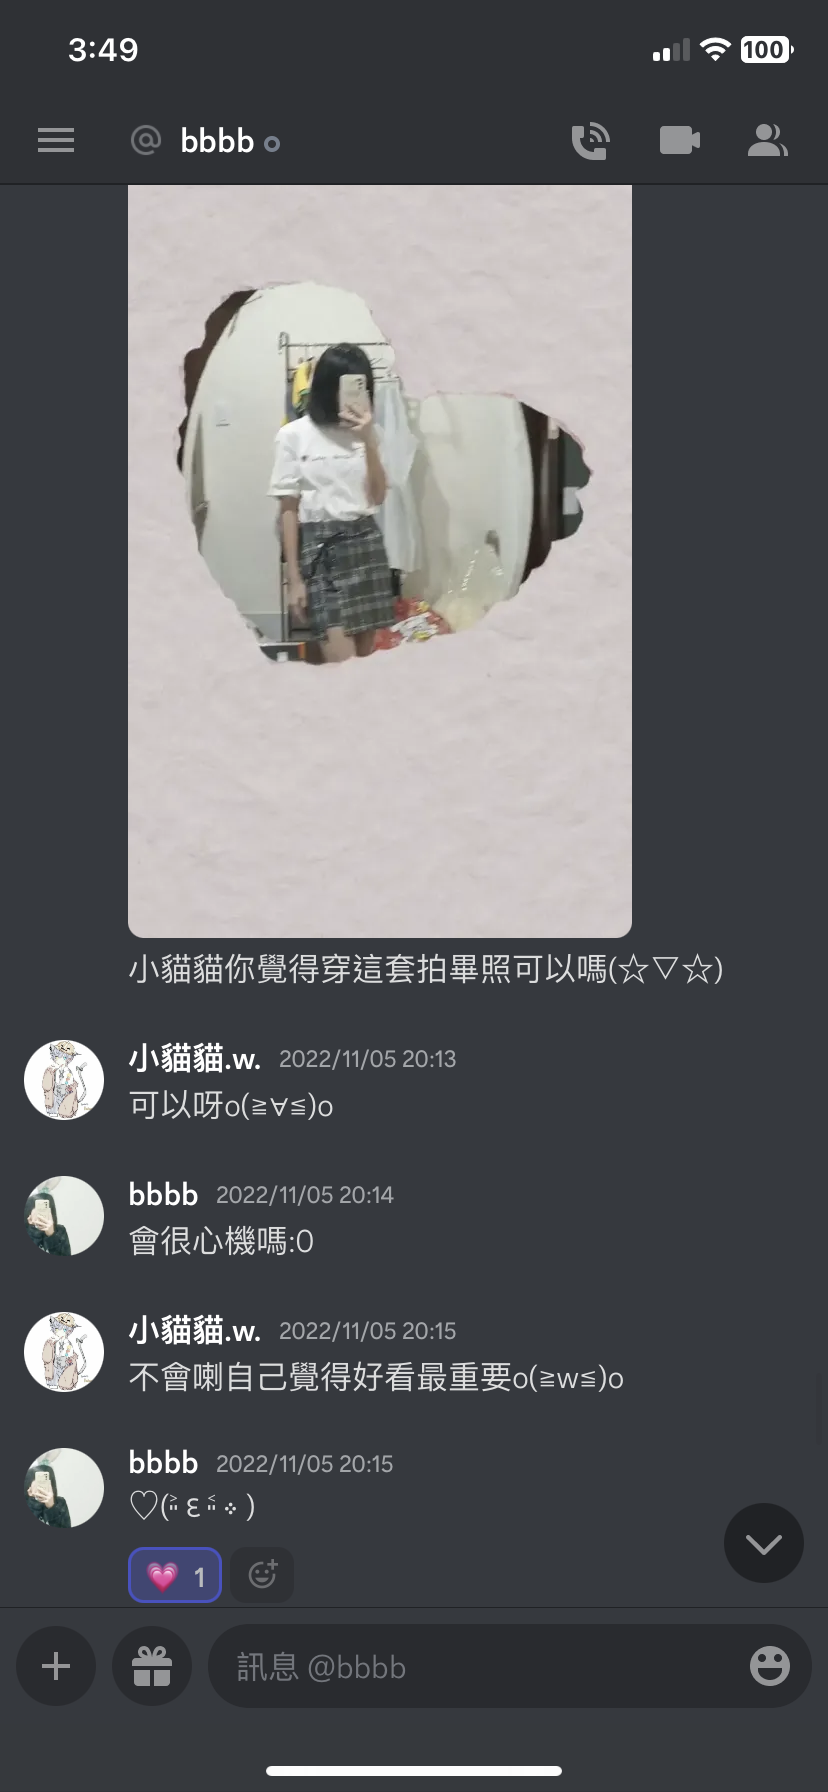 3:49
100
@ bbbb
小貓貓你覺得穿這套拍畢照可以嗎(☆▽☆)
小貓貓.w. 2022/11/05 20:13
可以呀o(≧∀≦)o
bbbb 2022/11/05 20:14
會很心機嗎:0
小貓貓.w. 2022/11/05 20:15
不會喇自己覺得好看最重要o(≧w≦)o
bbbb 2022/11/05 20:15
♡(ᐥᐷ ε ᐥᐸ ༶ )
1
訊息 @bbbb